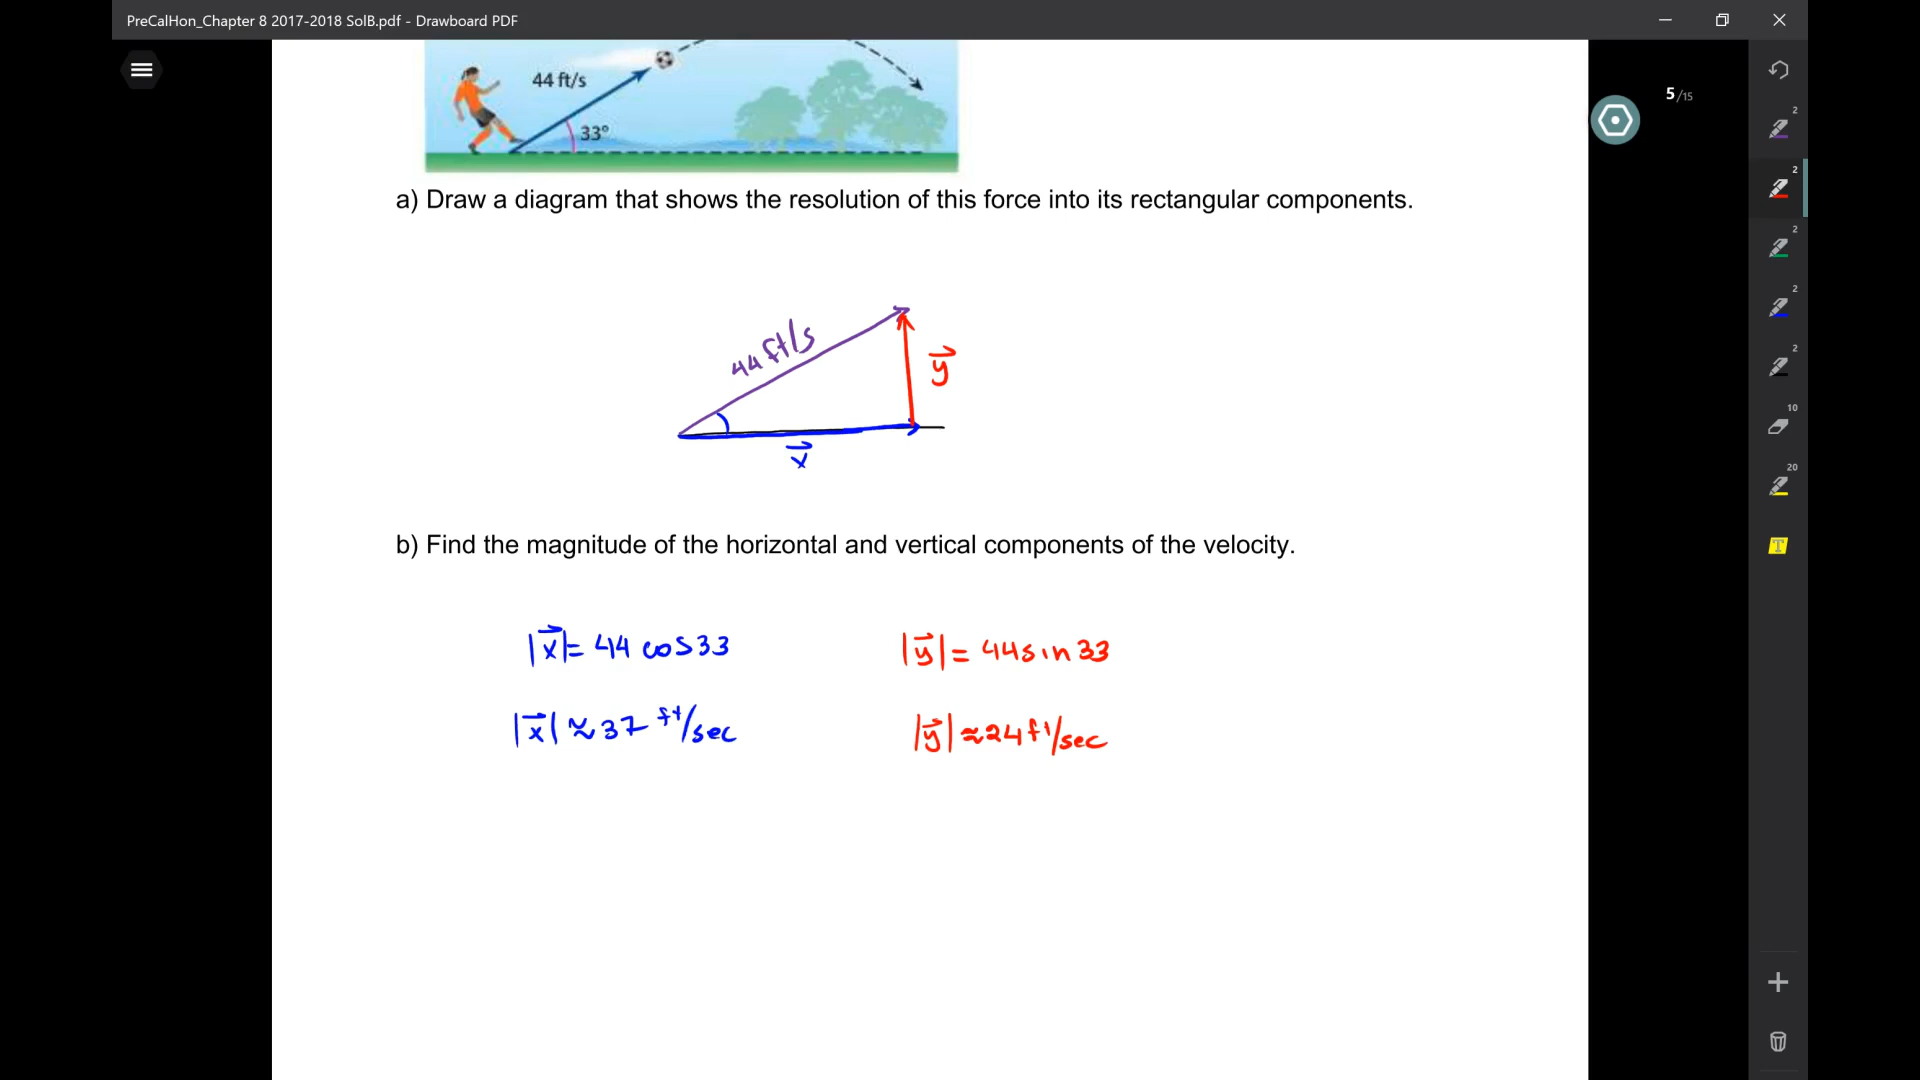 PreCalHon_Chapter 8 2017-2018 SolB.pdf - Drawboard PDF
5/15
44 ft/s
33°
a) Draw a diagram that shows the resolution of this force into its rectangular components.
44 ft/s
y⃗
x⃗
b) Find the magnitude of the horizontal and vertical components of the velocity.
|x⃗| = 44 cos 33
|y⃗| = 44 sin 33
|x⃗| ≈ 37 ft/sec
|y⃗| ≈ 24 ft/sec
2
2
2
2
2
10
20
T